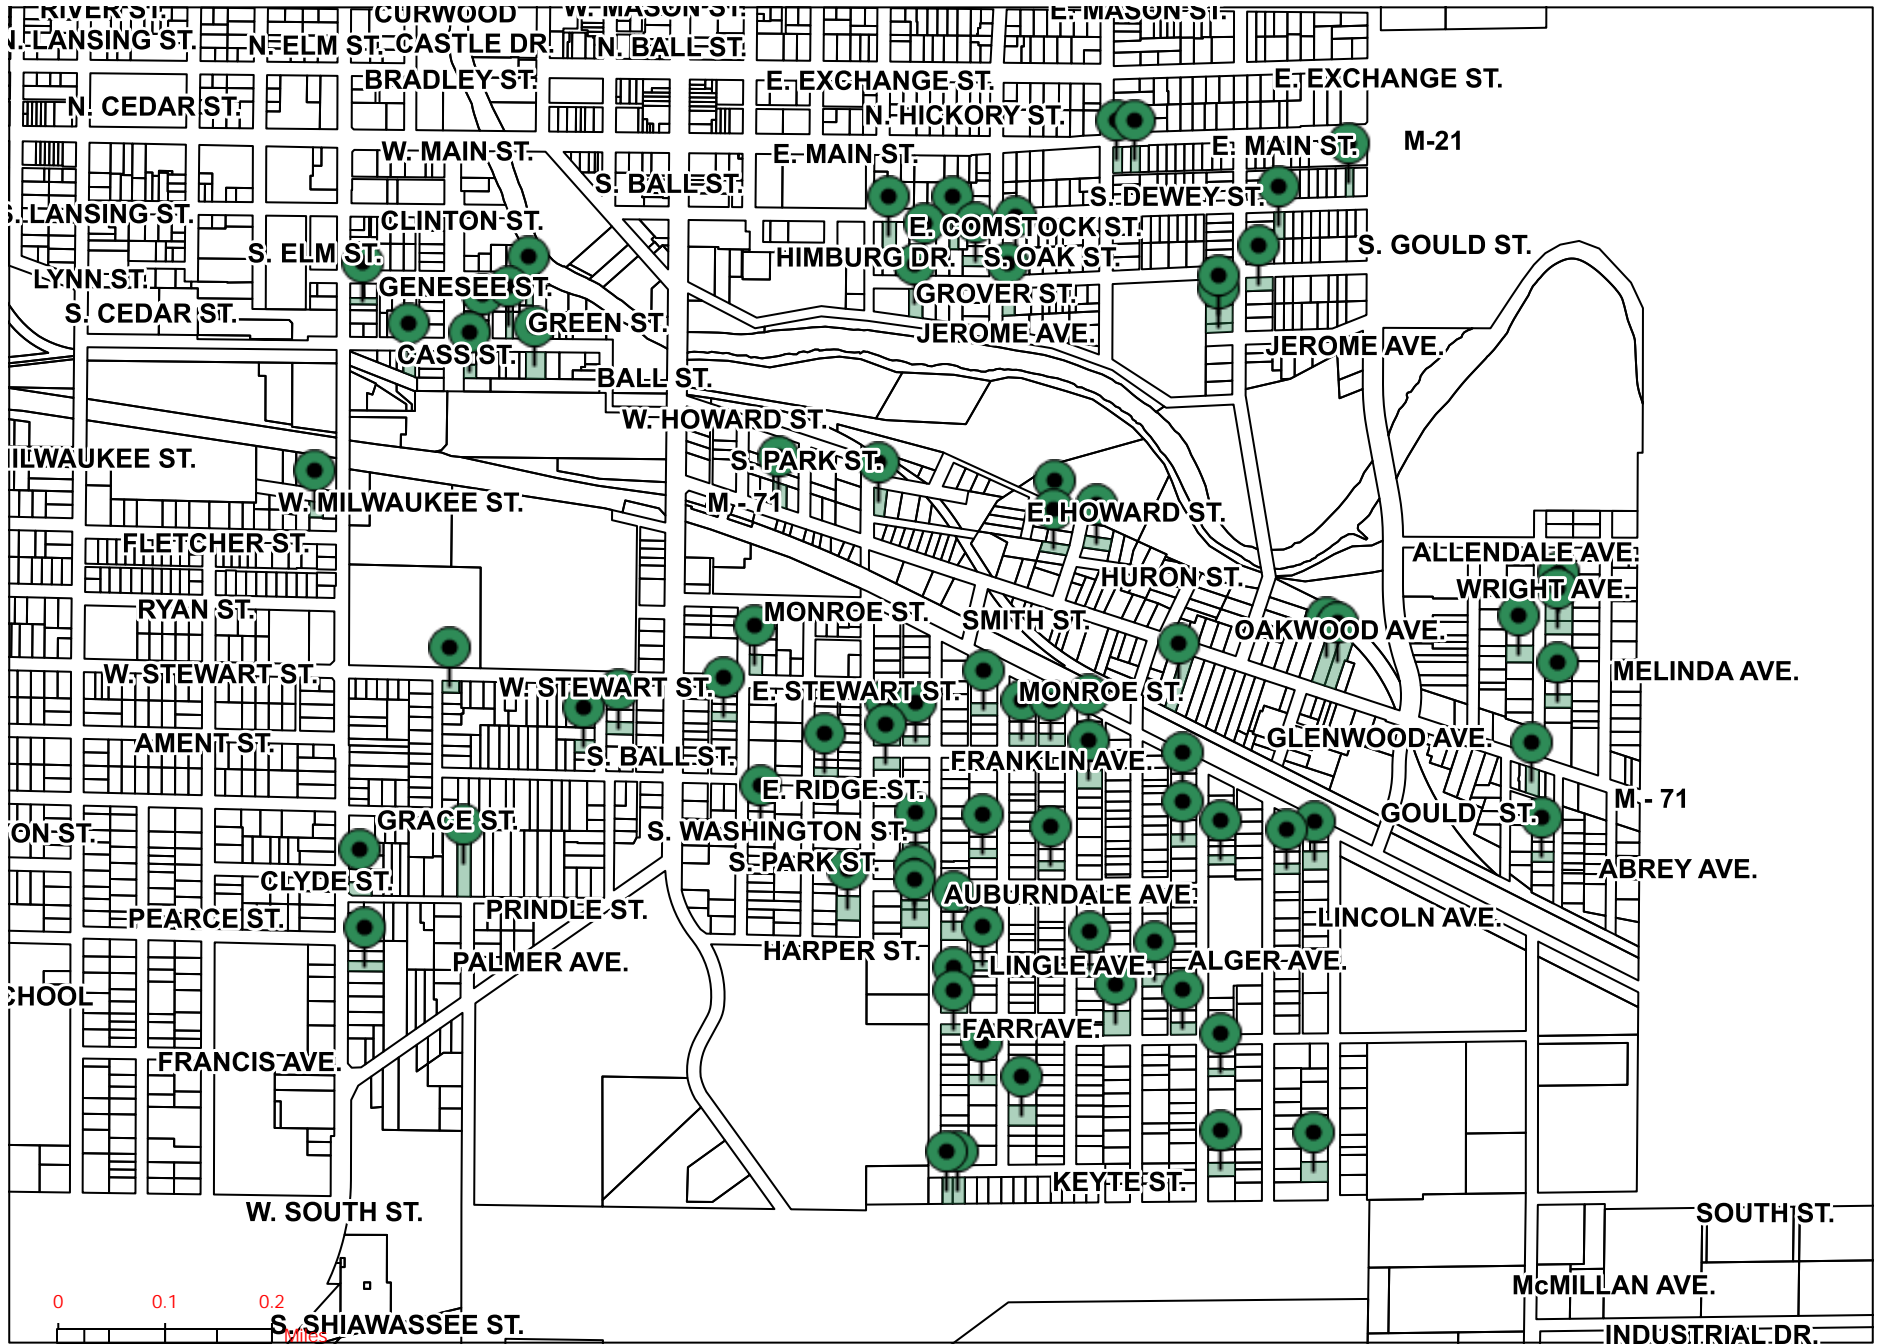 RIVER ST.
CURWOOD
W. MASON ST.
E. MASON ST.
N. LANSING ST.
N. ELM ST.
CASTLE DR.
N. BALL ST.
BRADLEY ST.
E. EXCHANGE ST.
E. EXCHANGE ST.
N. CEDAR ST.
N. HICKORY ST.
W. MAIN ST.
E. MAIN ST.
E. MAIN ST.
M-21
S. BALL ST.
S. DEWEY ST.
S. LANSING ST.
CLINTON ST.
E. COMSTOCK ST.
S. ELM ST.
HIMBURG DR.
S. OAK ST.
S. GOULD ST.
LYNN ST.
GENESEE ST.
GROVER ST.
S. CEDAR ST.
GREEN ST.
JEROME AVE.
JEROME AVE.
CASS ST.
BALL ST.
W. HOWARD ST.
ILWAUKEE ST.
S. PARK ST.
W. MILWAUKEE ST.
M - 71
E. HOWARD ST.
FLETCHER ST.
ALLENDALE AVE.
HURON ST.
WRIGHT AVE.
RYAN ST.
MONROE ST.
SMITH ST.
OAKWOOD AVE.
W. STEWART ST.
W. STEWART ST.
E. STEWART ST.
MONROE ST.
MELINDA AVE.
AMENT ST.
S. BALL ST.
FRANKLIN AVE.
GLENWOOD AVE.
E. RIDGE ST.
M - 71
GRACE ST.
GOULD ST.
ON ST.
S. WASHINGTON ST.
S. PARK ST.
ABREY AVE.
CLYDE ST.
AUBURNDALE AVE.
PEARCE ST.
PRINDLE ST.
LINCOLN AVE.
HARPER ST.
PALMER AVE.
LINGLE AVE.
ALGER AVE.
CHOOL
FARR AVE.
FRANCIS AVE.
KEYTE ST.
W. SOUTH ST.
SOUTH ST.
McMILLAN AVE.
0 0.1 0.2
Miles
S. SHIAWASSEE ST.
INDUSTRIAL DR.